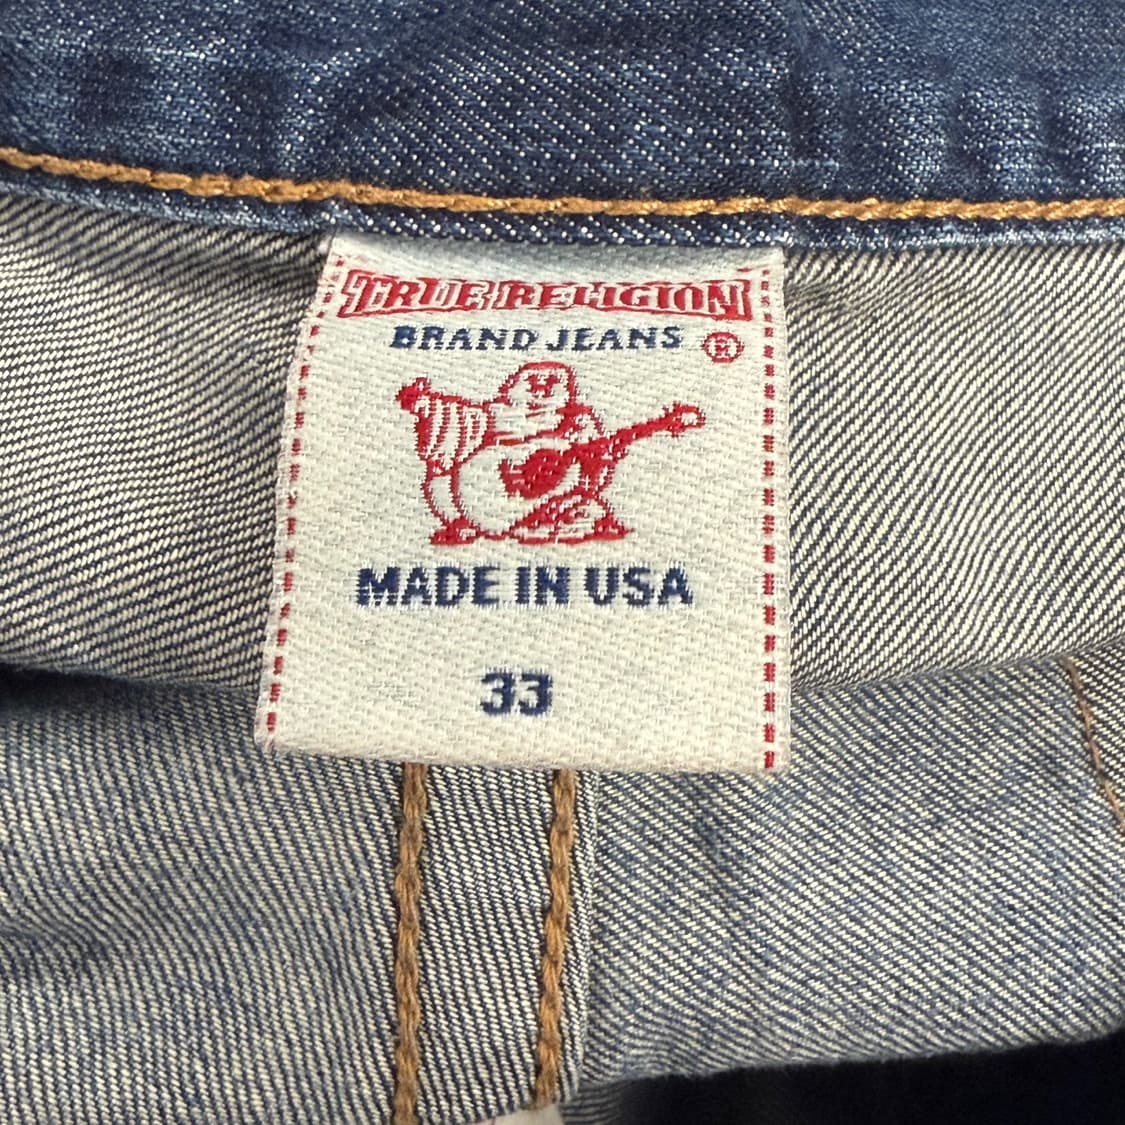 TRUE RELIGION
BRAND JEANS ®
MADE IN USA
33